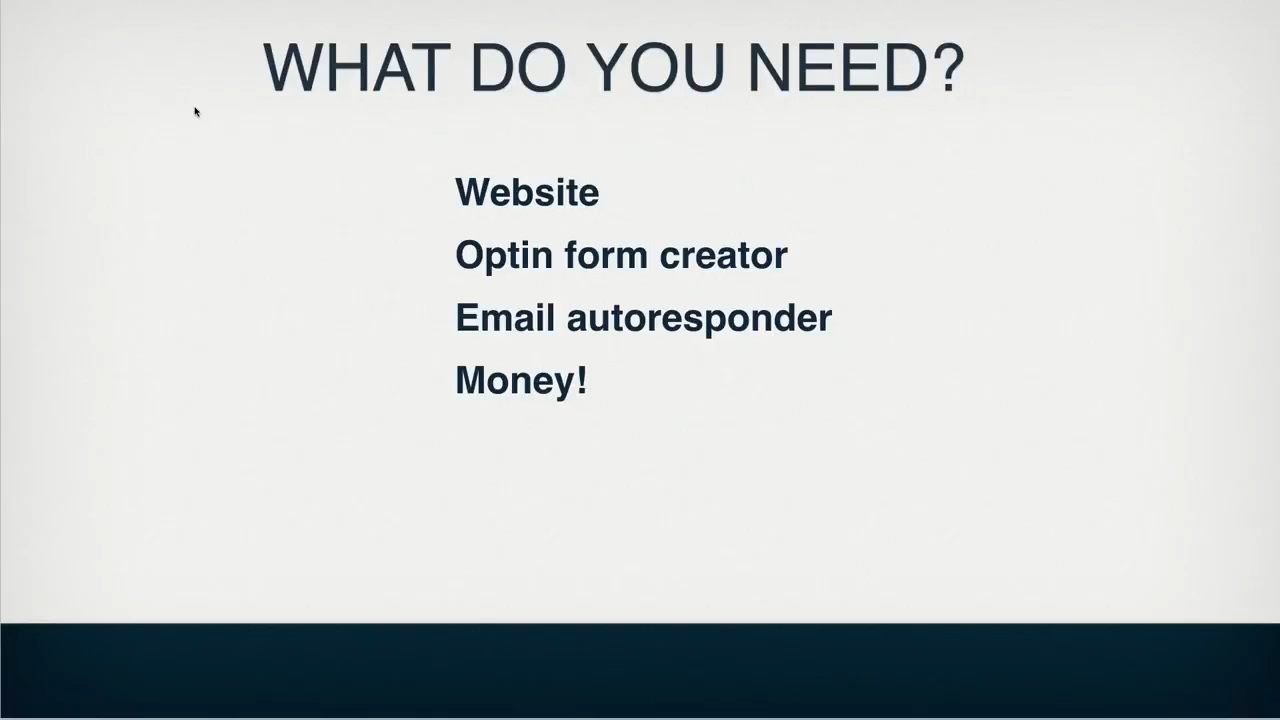 WHAT DO YOU NEED?
Website
Optin form creator
Email autoresponder
Money!